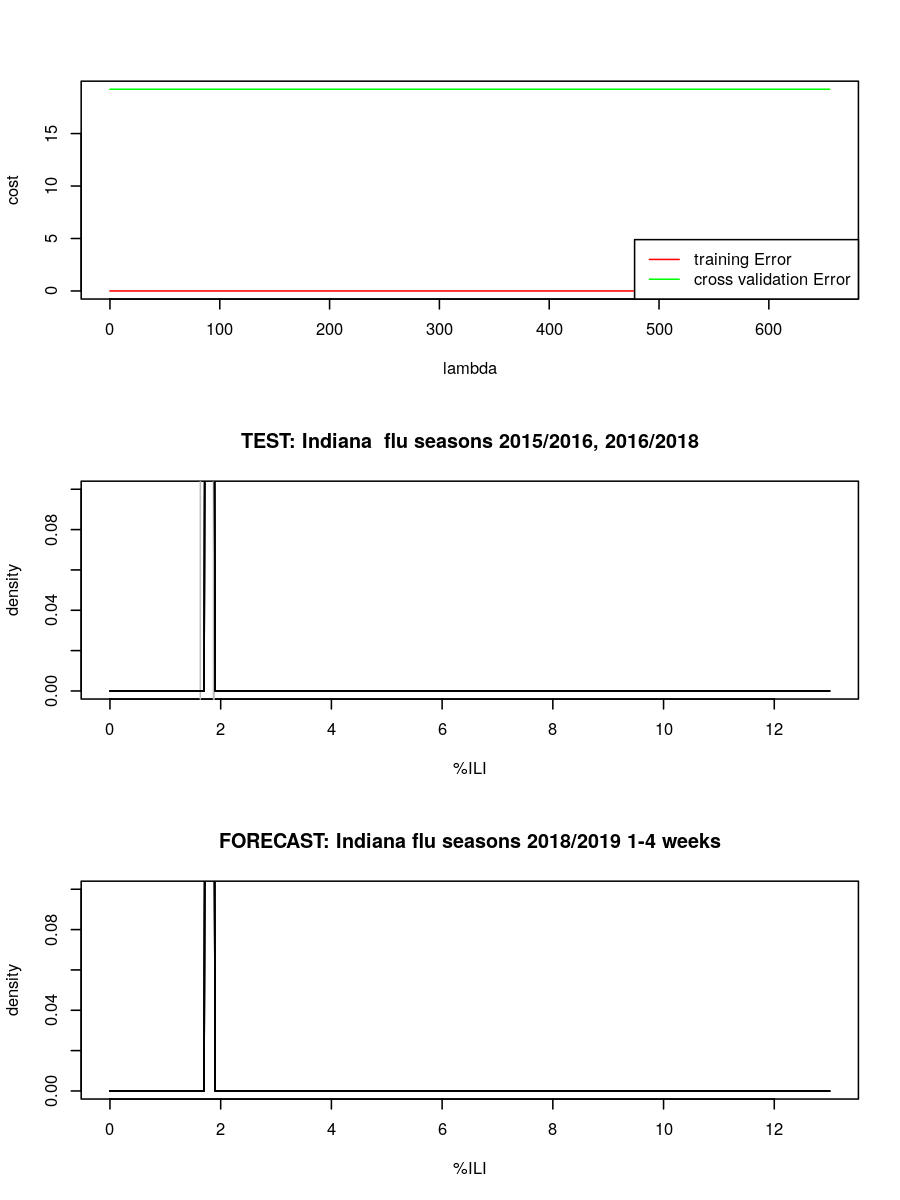 15
10
5
0
cost
training Error
cross validation Error
0 100 200 300 400 500 600
lambda
TEST: Indiana  flu seasons 2015/2016, 2016/2018
0.08
0.04
0.00
density
0 2 4 6 8 10 12
%ILI
FORECAST: Indiana flu seasons 2018/2019 1-4 weeks
0.08
0.04
0.00
density
0 2 4 6 8 10 12
%ILI